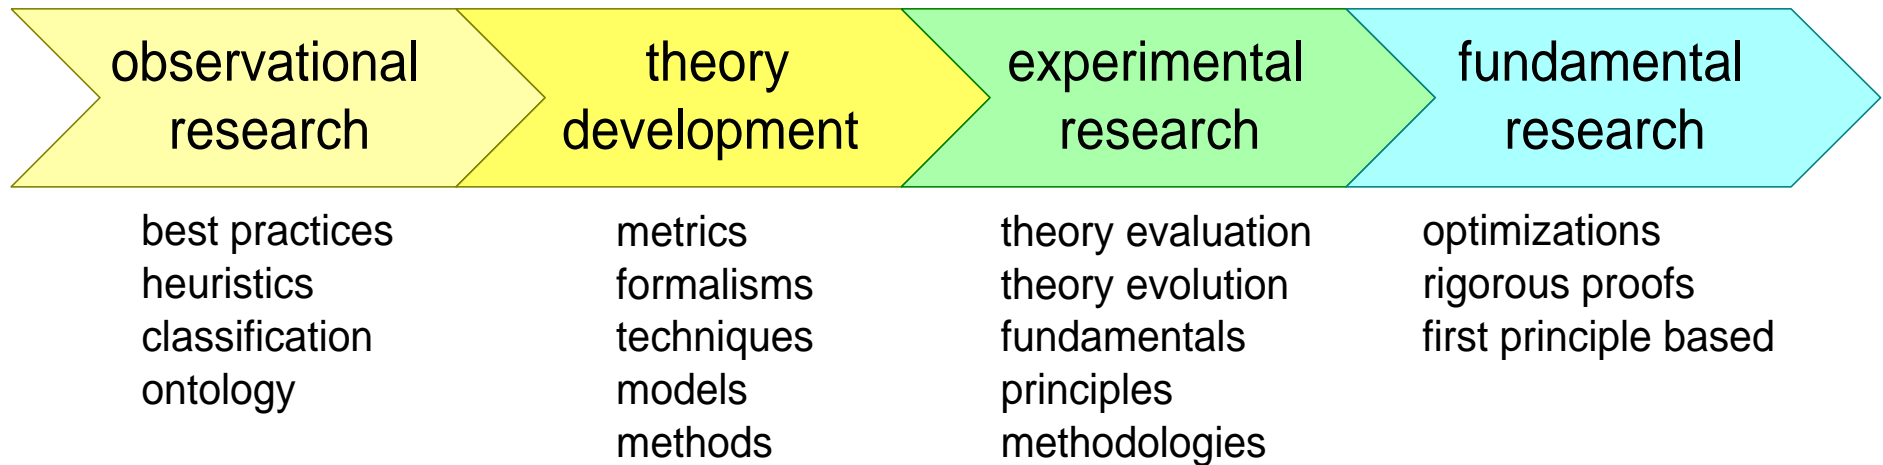 observational
research
theory
development
experimental
research
fundamental
research
best practices
heuristics
classification
ontology
metrics
formalisms
techniques
models
methods
theory evaluation
theory evolution
fundamentals
principles
methodologies
optimizations
rigorous proofs
first principle based